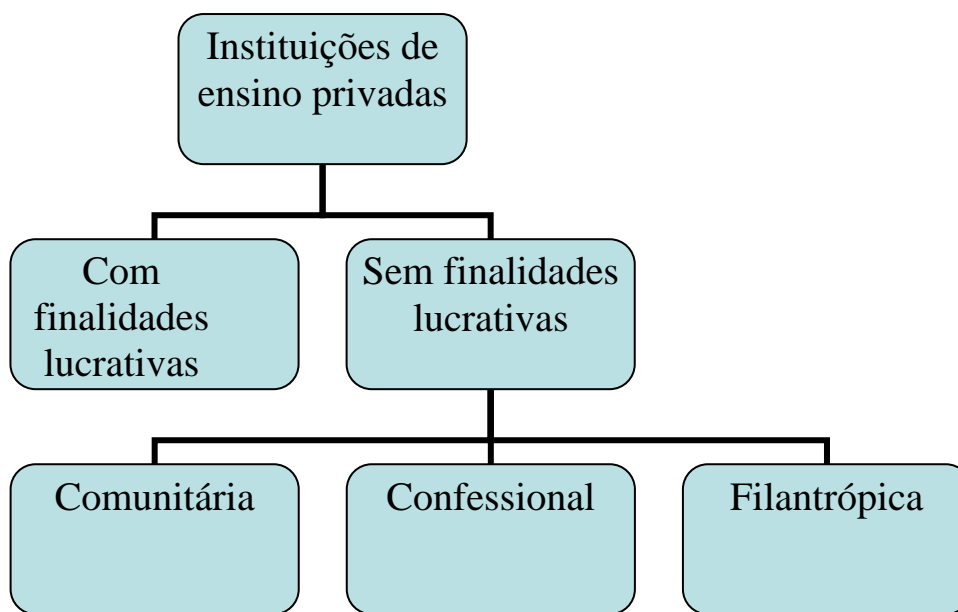 Instituições de
ensino privadas
Com
finalidades
lucrativas
Sem finalidades
lucrativas
Comunitária
Confessional
Filantrópica